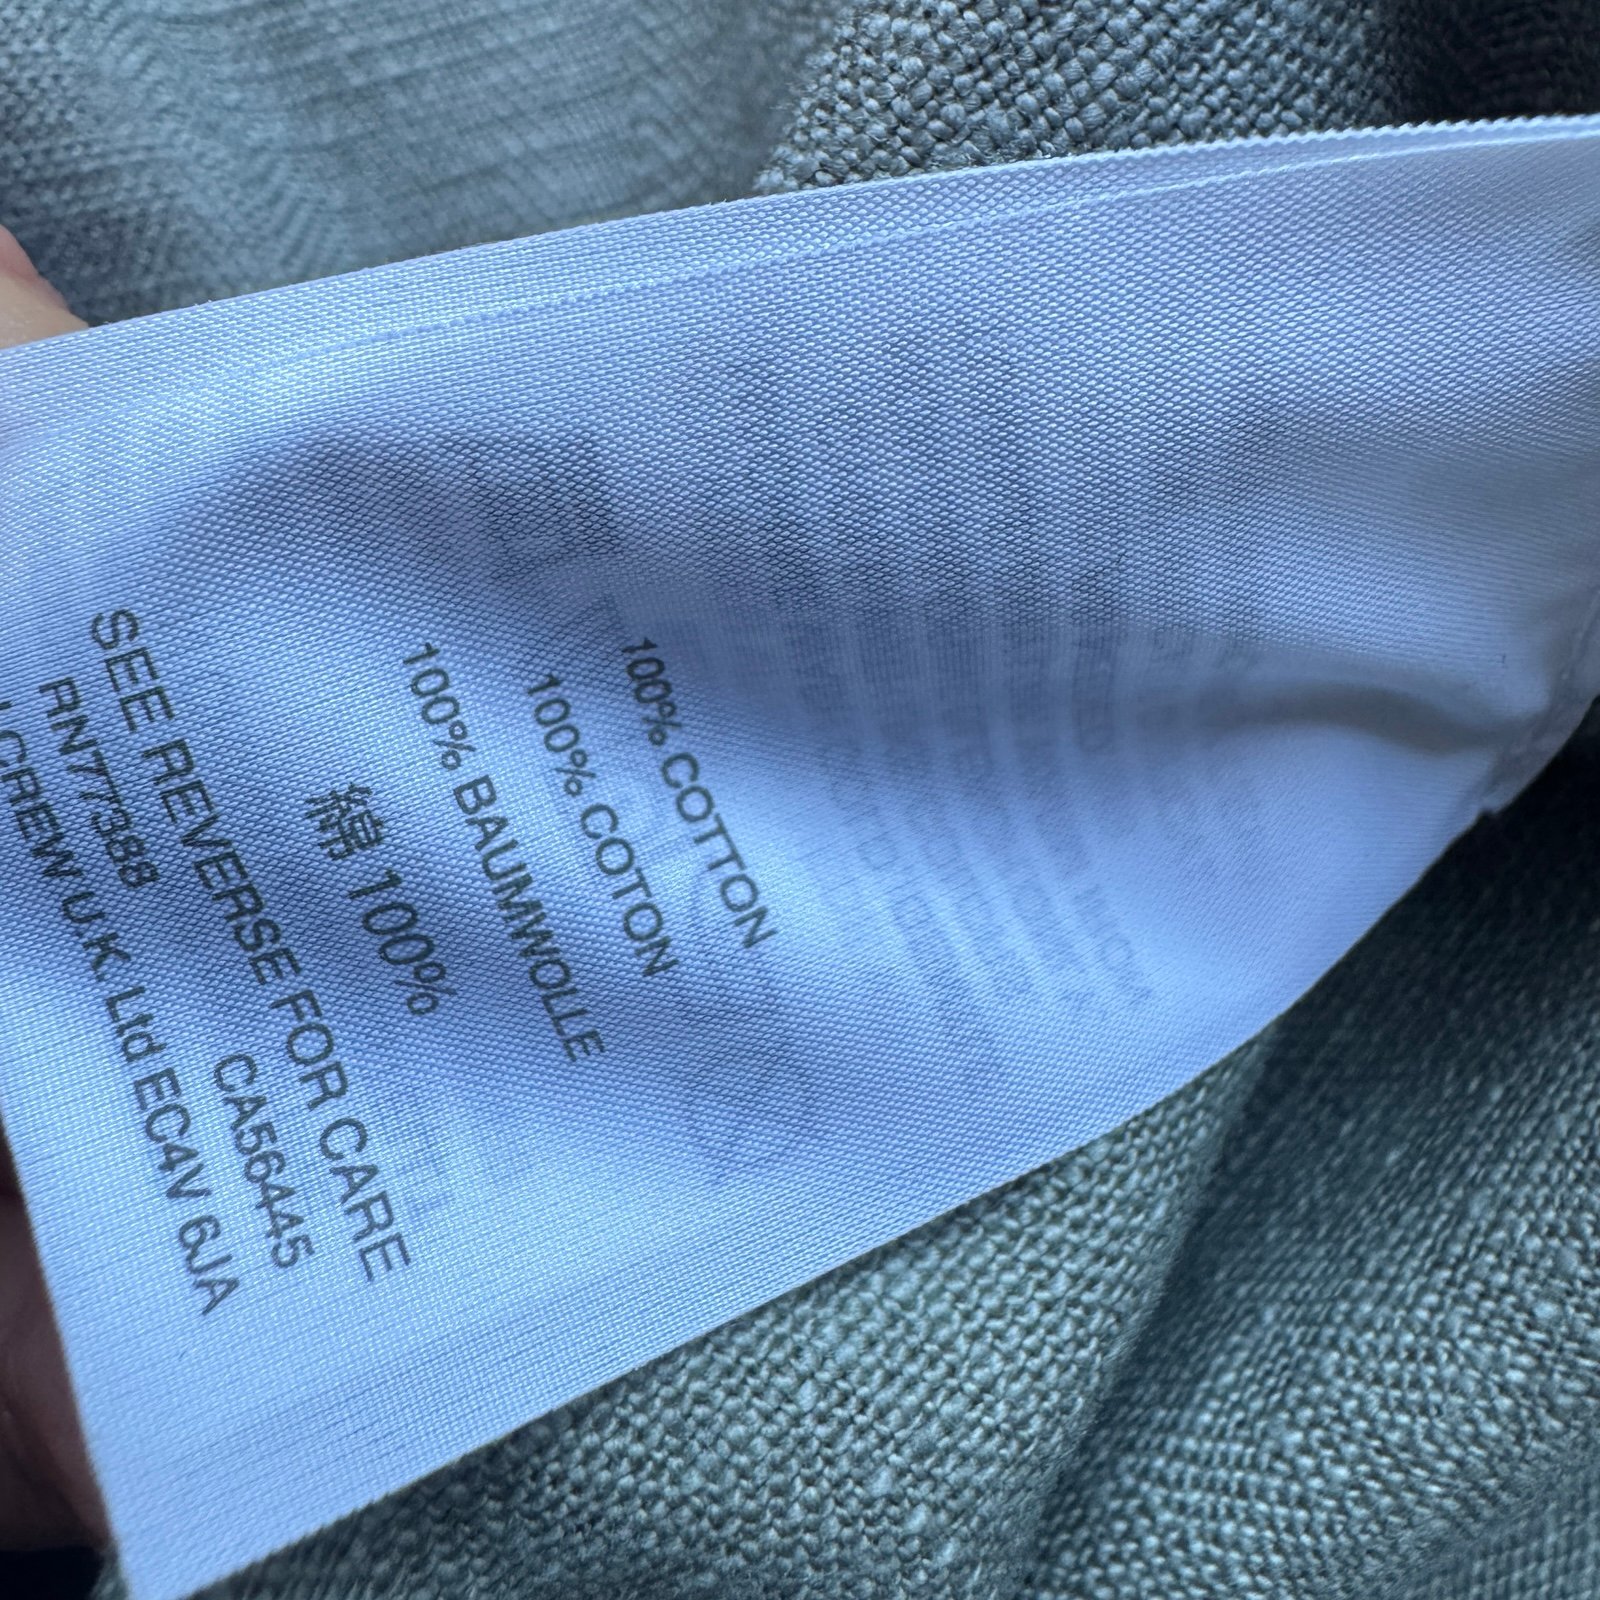 100% COTTON
100% COTON
100% BAUMWOLLE
綿 100%
SEE REVERSE FOR CARE
RN77388 CA56445
J.CREW U.K. Ltd EC4V 6JA